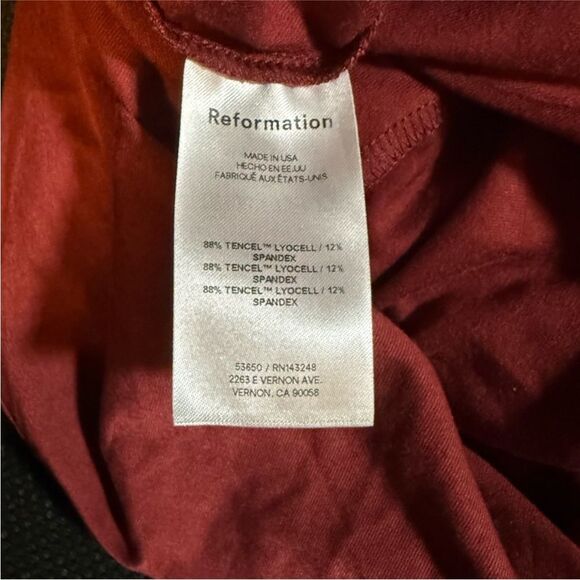 Reformation
MADE IN USA
HECHO EN EE.UU
FABRIQUÉ AUX ÉTATS-UNIS
88% TENCEL™ LYOCELL / 12%
SPANDEX
88% TENCEL™ LYOCELL / 12%
SPANDEX
88% TENCEL™ LYOCELL / 12%
SPANDEX
53650 / RN143248
2263 E VERNON AVE.
VERNON, CA 90058